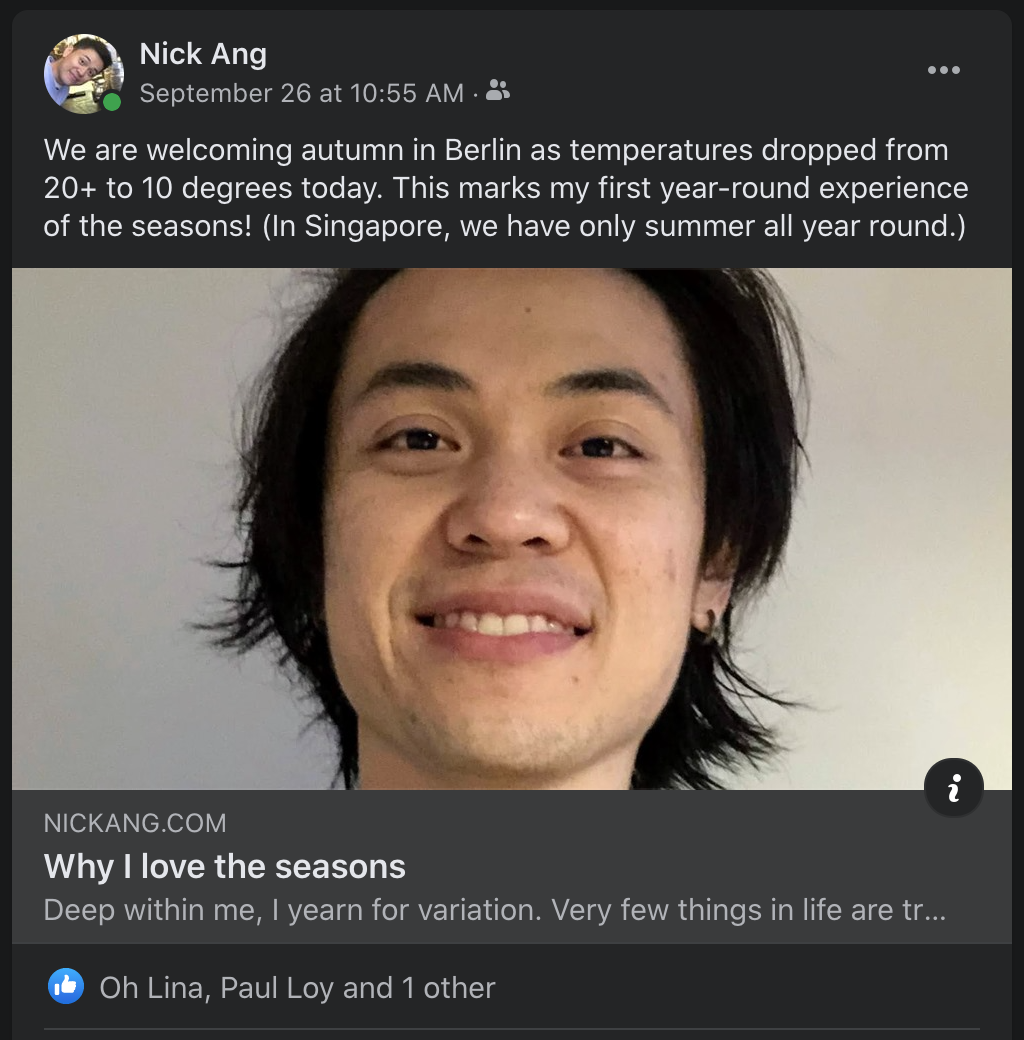 Nick Ang
September 26 at 10:55 AM ·
We are welcoming autumn in Berlin as temperatures dropped from
20+ to 10 degrees today. This marks my first year-round experience
of the seasons! (In Singapore, we have only summer all year round.)
i
NICKANG.COM
Why I love the seasons
Deep within me, I yearn for variation. Very few things in life are tr...
Oh Lina, Paul Loy and 1 other